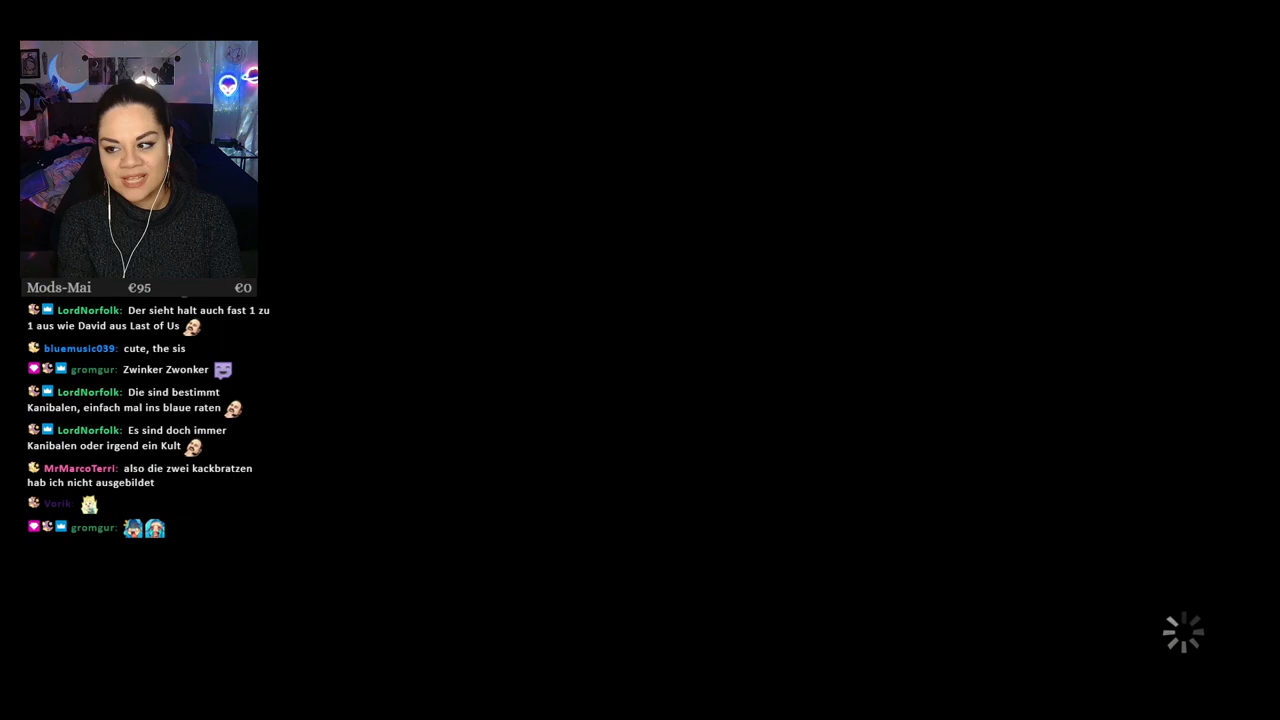 Mods-Mai €95 €0
LordNorfolk: Der sieht halt auch fast 1 zu
1 aus wie David aus Last of Us
bluemusic039: cute, the sis
gromgur: Zwinker Zwonker
LordNorfolk: Die sind bestimmt
Kanibalen, einfach mal ins blaue raten
LordNorfolk: Es sind doch immer
Kanibalen oder irgend ein Kult
MrMarcoTerri: also die zwei kackbratzen
hab ich nicht ausgebildet
Vorik:
gromgur: